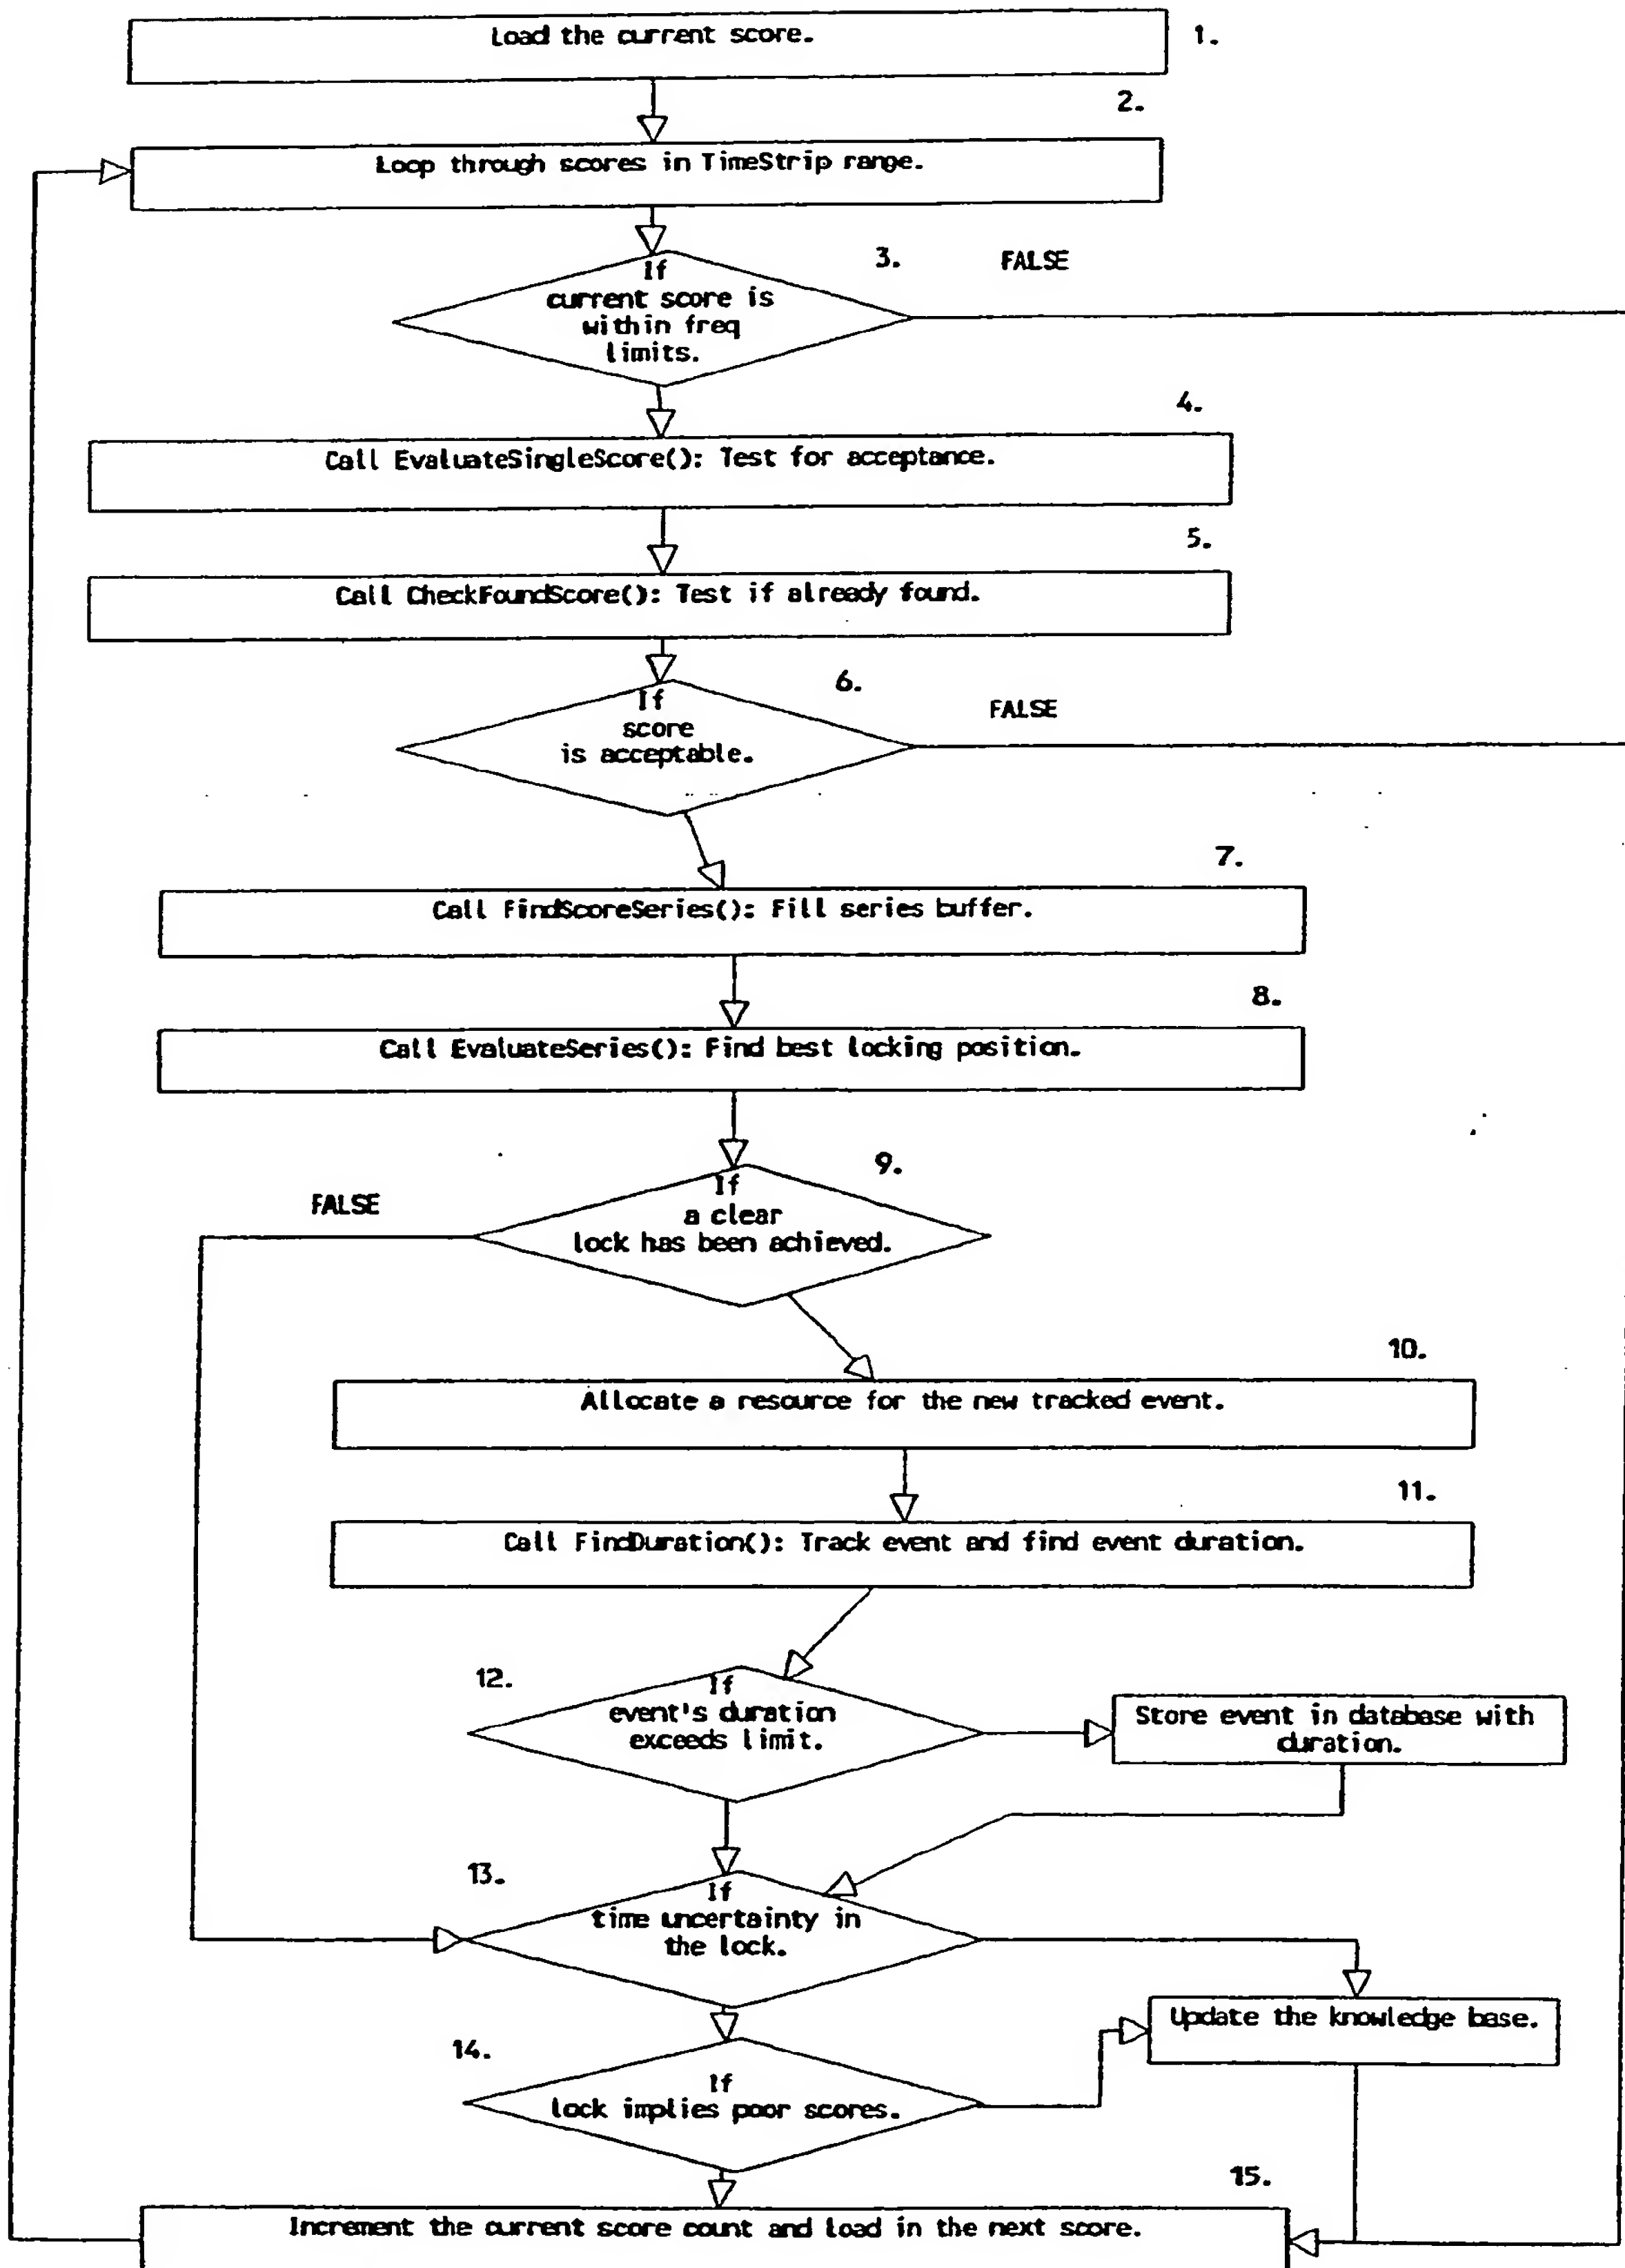 Load the current score.
1.
2.
Loop through scores in TimeStrip range.
3.
FALSE
If
current score is
within freq
limits.
4.
Call EvaluateSingleScore(): Test for acceptance.
5.
Call CheckFoundScore(): Test if already found.
6.
FALSE
If
score
is acceptable.
7.
Call FindScoreSeries(): Fill series buffer.
8.
Call EvaluateSeries(): Find best locking position.
9.
FALSE
If
a clear
lock has been achieved.
10.
Allocate a resource for the new tracked event.
11.
Call FindDuration(): Track event and find event duration.
12.
If
event's duration
exceeds limit.
Store event in database with
duration.
13.
If
time uncertainty in
the lock.
Update the knowledge base.
14.
If
lock implies poor scores.
15.
Increment the current score count and load in the next score.